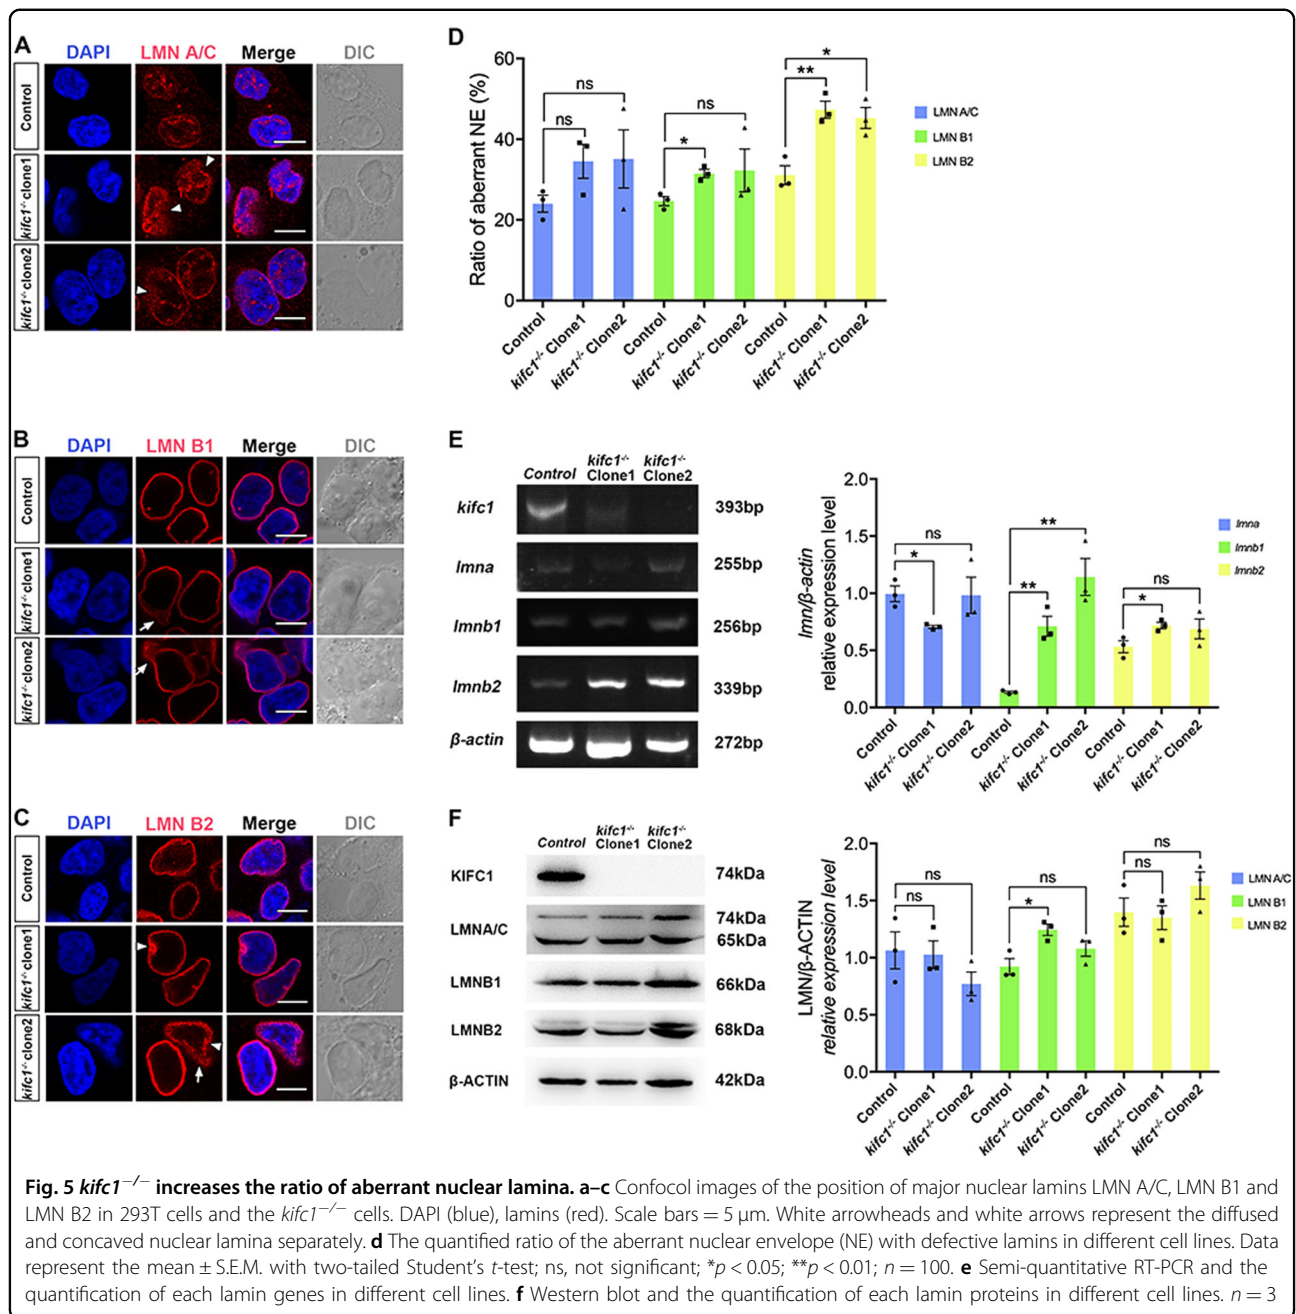 A
DAPI LMN A/C Merge DIC
Control
kifc1-/- clone1
kifc1-/- clone2
B
DAPI LMN B1 Merge DIC
Control
kifc1-/- clone1
kifc1-/- clone2
C
DAPI LMN B2 Merge DIC
Control
kifc1-/- clone1
kifc1-/- clone2
D
Ratio of aberrant NE (%)
60
40
20
0
ns ns * ns ** *
Control kifc1-/- Clone1 kifc1-/- Clone2 Control kifc1-/- Clone1 kifc1-/- Clone2 Control kifc1-/- Clone1 kifc1-/- Clone2
LMN A/C
LMN B1
LMN B2
E
Control kifc1-/- Clone1 kifc1-/- Clone2
kifc1 393bp
lmna 255bp
lmnb1 256bp
lmnb2 339bp
β-actin 272bp
lmn/β-actin
relative expression level
2.0
1.5
1.0
0.5
0.0
* ns ** ** * ns
Control kifc1-/- Clone1 kifc1-/- Clone2 Control kifc1-/- Clone1 kifc1-/- Clone2 Control kifc1-/- Clone1 kifc1-/- Clone2
lmna
lmnb1
lmnb2
F
Control kifc1-/- Clone1 kifc1-/- Clone2
KIFC1 74kDa
LMNA/C 74kDa
65kDa
LMNB1 66kDa
LMNB2 68kDa
β-ACTIN 42kDa
LMN/β-ACTIN
relative expression level
2.0
1.5
1.0
0.5
0.0
ns ns * ns ns ns
Control kifc1-/- Clone1 kifc1-/- Clone2 Control kifc1-/- Clone1 kifc1-/- Clone2 Control kifc1-/- Clone1 kifc1-/- Clone2
LMN A/C
LMN B1
LMN B2
Fig. 5 kifc1−/− increases the ratio of aberrant nuclear lamina. a–c Confocol images of the position of major nuclear lamins LMN A/C, LMN B1 and
LMN B2 in 293T cells and the kifc1−/− cells. DAPI (blue), lamins (red). Scale bars = 5 μm. White arrowheads and white arrows represent the diffused
and concaved nuclear lamina separately. d The quantified ratio of the aberrant nuclear envelope (NE) with defective lamins in different cell lines. Data
represent the mean ± S.E.M. with two-tailed Student's t-test; ns, not significant; *p < 0.05; **p < 0.01; n = 100. e Semi-quantitative RT-PCR and the
quantification of each lamin genes in different cell lines. f Western blot and the quantification of each lamin proteins in different cell lines. n = 3